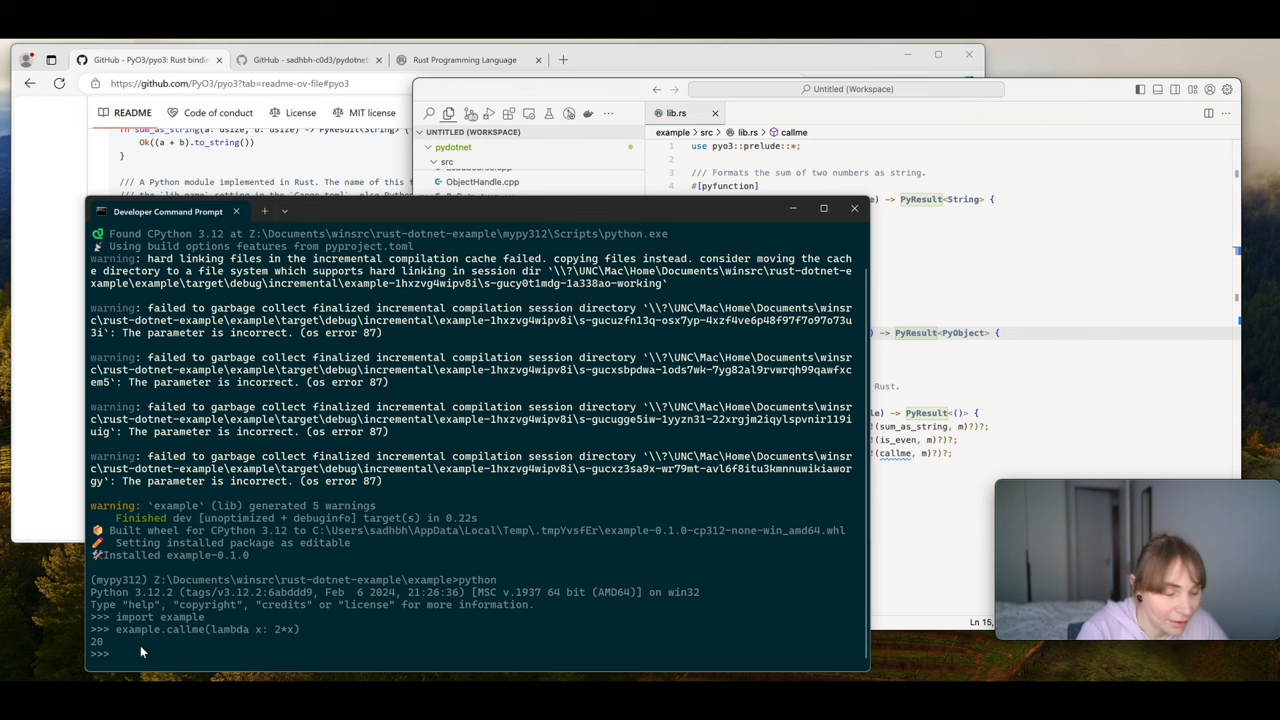 GitHub - PyO3/pyo3: Rust bindin
GitHub - sadhbh-c0d3/pydotnet
Rust Programming Language
https://github.com/PyO3/pyo3?tab=readme-ov-file#pyo3
README
Code of conduct
License
MIT license
Ok((a + b).to_string())
}
/// A Python module implemented in Rust. The name of this f
Untitled (Workspace)
UNTITLED (WORKSPACE)
pydotnet
src
ObjectHandle.cpp
lib.rs
example > src > lib.rs > callme
1 use pyo3::prelude::*;
2
3 /// Formats the sum of two numbers as string.
4 #[pyfunction]
) -> PyResult<String> {
) -> PyResult<PyObject> {
Rust.
le) -> PyResult<()> {
!(sum_as_string, m)?)?;
!(is_even, m)?)?;
!(callme, m)?)?;
Ln 15,
Developer Command Prompt
Found CPython 3.12 at Z:\Documents\winsrc\rust-dotnet-example\mypy312\Scripts\python.exe
Using build options features from pyproject.toml
warning: hard linking files in the incremental compilation cache failed. copying files instead. consider moving the cach
e directory to a file system which supports hard linking in session dir `\\?\UNC\Mac\Home\Documents\winsrc\rust-dotnet-e
xample\example\target\debug\incremental\example-1hxzvg4wipv8i\s-gucy0t1mdg-1a338ao-working`
warning: failed to garbage collect finalized incremental compilation session directory `\\?\UNC\Mac\Home\Documents\winsr
c\rust-dotnet-example\example\target\debug\incremental\example-1hxzvg4wipv8i\s-gucuzfn13q-osx7yp-4xzf4ve6p48f97f7o97o73u
3i`: The parameter is incorrect. (os error 87)
warning: failed to garbage collect finalized incremental compilation session directory `\\?\UNC\Mac\Home\Documents\winsr
c\rust-dotnet-example\example\target\debug\incremental\example-1hxzvg4wipv8i\s-gucxsbpdwa-1ods7wk-7yg82al9rvwrqh99qawfxc
em5`: The parameter is incorrect. (os error 87)
warning: failed to garbage collect finalized incremental compilation session directory `\\?\UNC\Mac\Home\Documents\winsr
c\rust-dotnet-example\example\target\debug\incremental\example-1hxzvg4wipv8i\s-gucugge5iw-1yyzn31-22xrgjm2iqylspvnir119i
uuig`: The parameter is incorrect. (os error 87)
warning: failed to garbage collect finalized incremental compilation session directory `\\?\UNC\Mac\Home\Documents\winsr
c\rust-dotnet-example\example\target\debug\incremental\example-1hxzvg4wipv8i\s-gucxz3sa9x-wr79mt-avl6f8itu3kmnnuwikiawor
gy`: The parameter is incorrect. (os error 87)
warning: `example` (lib) generated 5 warnings
Finished dev [unoptimized + debuginfo] target(s) in 0.22s
Built wheel for CPython 3.12 to C:\Users\sadhbh\AppData\Local\Temp\.tmpYvsfEr\example-0.1.0-cp312-none-win_amd64.whl
Setting installed package as editable
Installed example-0.1.0
(mypy312) Z:\Documents\winsrc\rust-dotnet-example\example>python
Python 3.12.2 (tags/v3.12.2:6abddd9, Feb 6 2024, 21:26:36) [MSC v.1937 64 bit (AMD64)] on win32
Type "help", "copyright", "credits" or "license" for more information.
>>> import example
>>> example.callme(lambda x: 2*x)
20
>>>